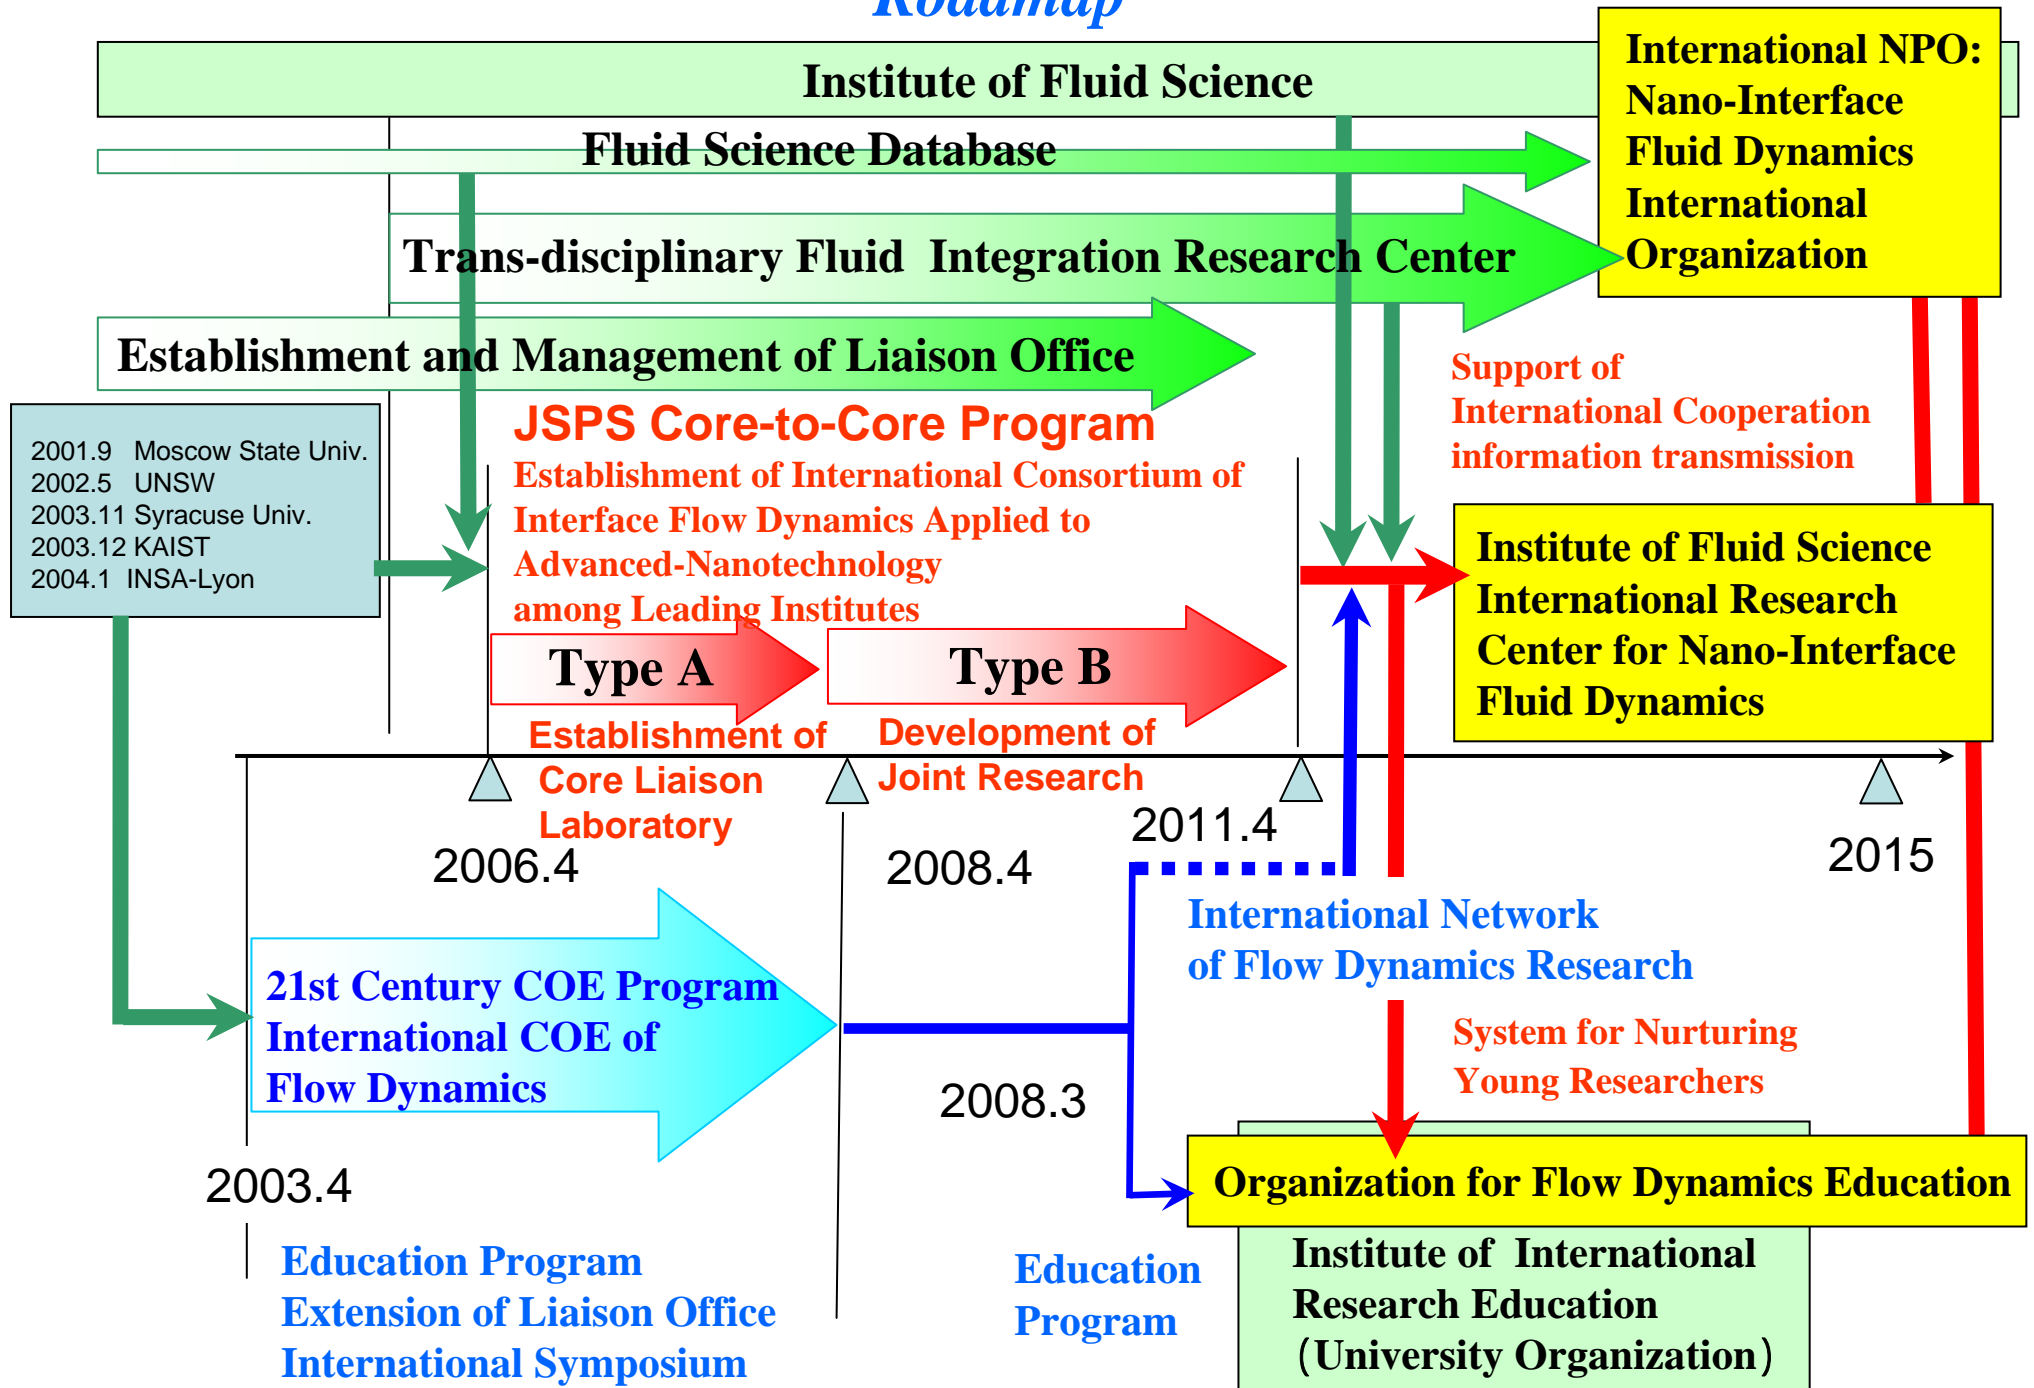 Roadmap
Institute of Fluid Science
International NPO:
Nano-Interface
Fluid Dynamics
International
Organization
Fluid Science Database
Trans-disciplinary Fluid Integration Research Center
Establishment and Management of Liaison Office
Support of
International Cooperation
information transmission
2001.9 Moscow State Univ.
2002.5 UNSW
2003.11 Syracuse Univ.
2003.12 KAIST
2004.1 INSA-Lyon
JSPS Core-to-Core Program
Establishment of International Consortium of
Interface Flow Dynamics Applied to
Advanced-Nanotechnology
among Leading Institutes
Institute of Fluid Science
International Research
Center for Nano-Interface
Fluid Dynamics
Type A
Type B
Establishment of
Core Liaison
Laboratory
Development of
Joint Research
2006.4
2008.4
2011.4
2015
International Network
of Flow Dynamics Research
21st Century COE Program
International COE of
Flow Dynamics
System for Nurturing
Young Researchers
2008.3
2003.4
Organization for Flow Dynamics Education
Education Program
Extension of Liaison Office
International Symposium
Education
Program
Institute of International
Research Education
(University Organization)